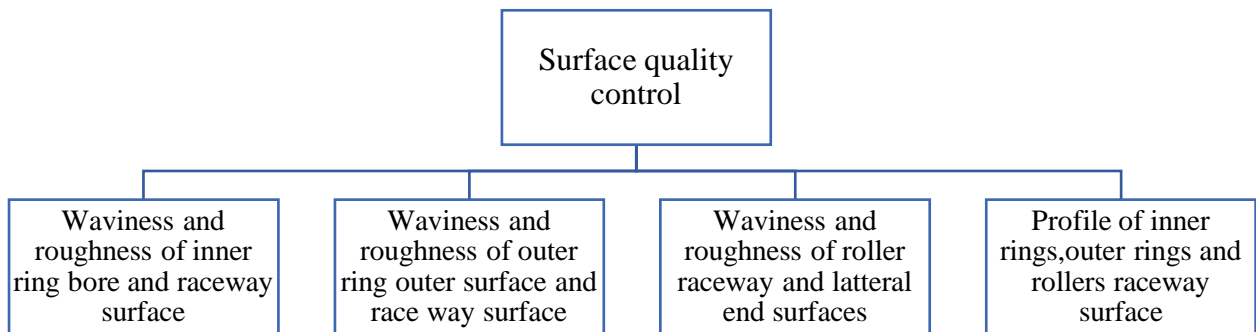 Surface quality
control
Waviness and
roughness of inner
ring bore and raceway
surface
Waviness and
roughness of outer
ring outer surface and
race way surface
Waviness and
roughness of roller
raceway and latteral
end surfaces
Profile of inner
rings,outer rings and
rollers raceway
surface